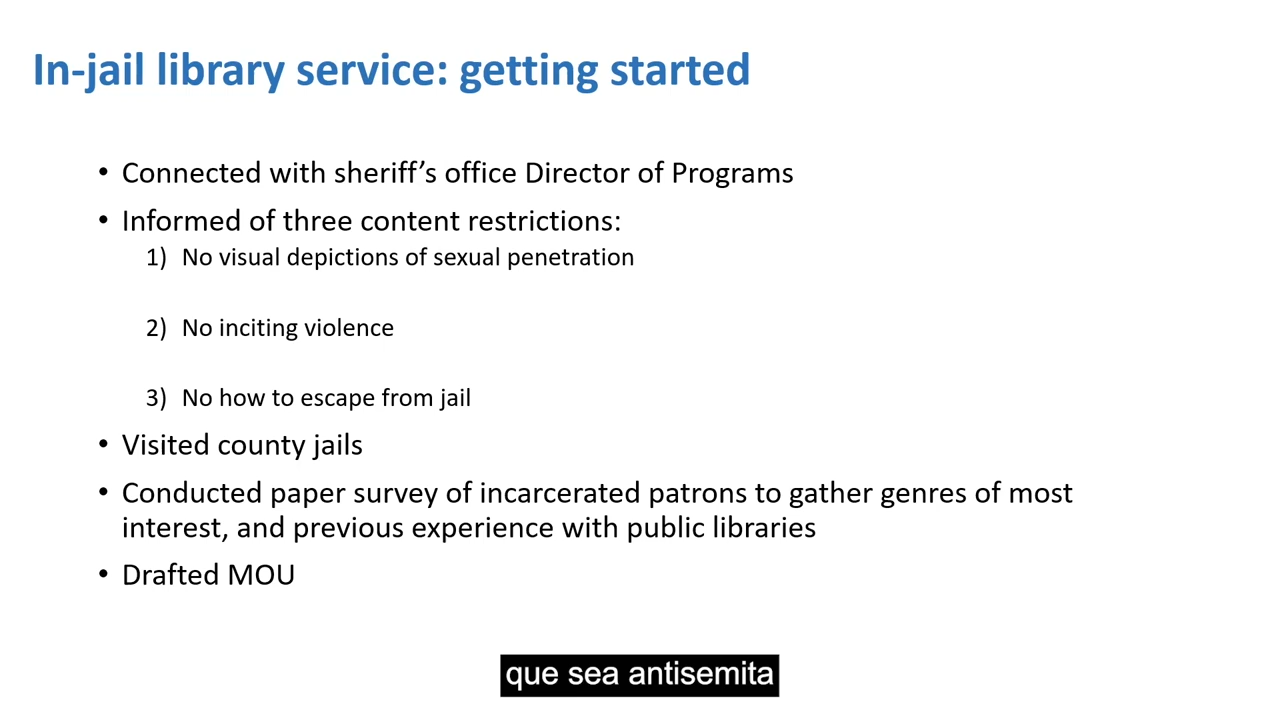 In-jail library service: getting started
• Connected with sheriff’s office Director of Programs
• Informed of three content restrictions:
1) No visual depictions of sexual penetration
2) No inciting violence
3) No how to escape from jail
• Visited county jails
• Conducted paper survey of incarcerated patrons to gather genres of most
interest, and previous experience with public libraries
• Drafted MOU
que sea antisemita